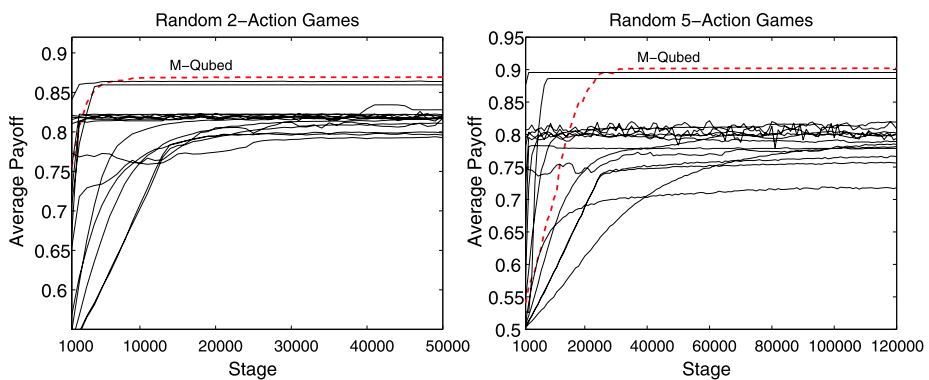 Random 2−Action Games
Average Payoff
0.9
0.85
0.8
0.75
0.7
0.65
0.6
M−Qubed
1000 10000 20000 30000 40000 50000
Stage
Random 5−Action Games
Average Payoff
0.95
0.9
0.85
0.8
0.75
0.7
0.65
0.6
0.55
0.5
M−Qubed
1000 20000 40000 60000 80000 100000 120000
Stage